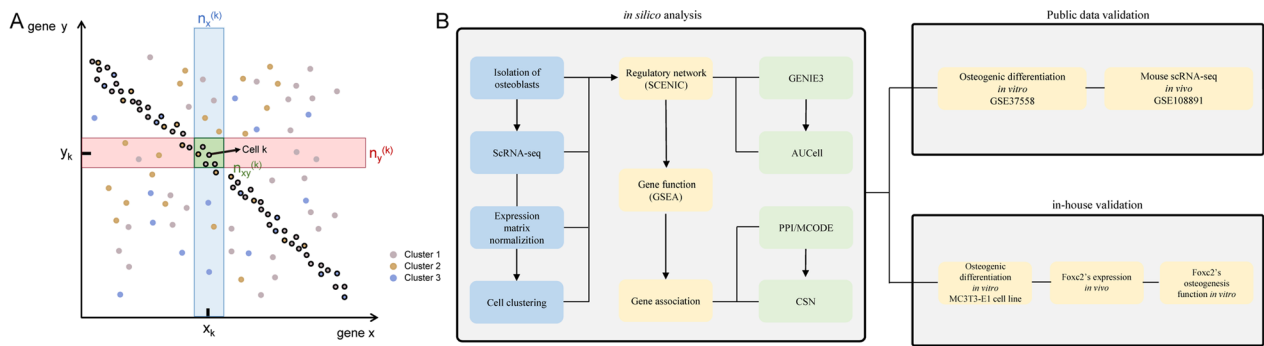 A
gene y
n_x^(k)
Cell k
y_k
n_y^(k)
n_xy^(k)
Cluster 1
Cluster 2
Cluster 3
x_k
gene x
B
in silico analysis
Isolation of
osteoblasts
ScRNA-seq
Expression
matrix
normalizition
Cell clustering
Regulatory network
(SCENIC)
Gene function
(GSEA)
Gene association
GENIE3
AUCell
PPI/MCODE
CSN
Public data validation
Osteogenic differentiation
in vitro
GSE37558
Mouse scRNA-seq
in vivo
GSE108891
in-house validation
Osteogenic
differentiation
in vitro
MC3T3-E1 cell line
Foxc2's expression
in vivo
Foxc2's
osteogenesis
function in vitro